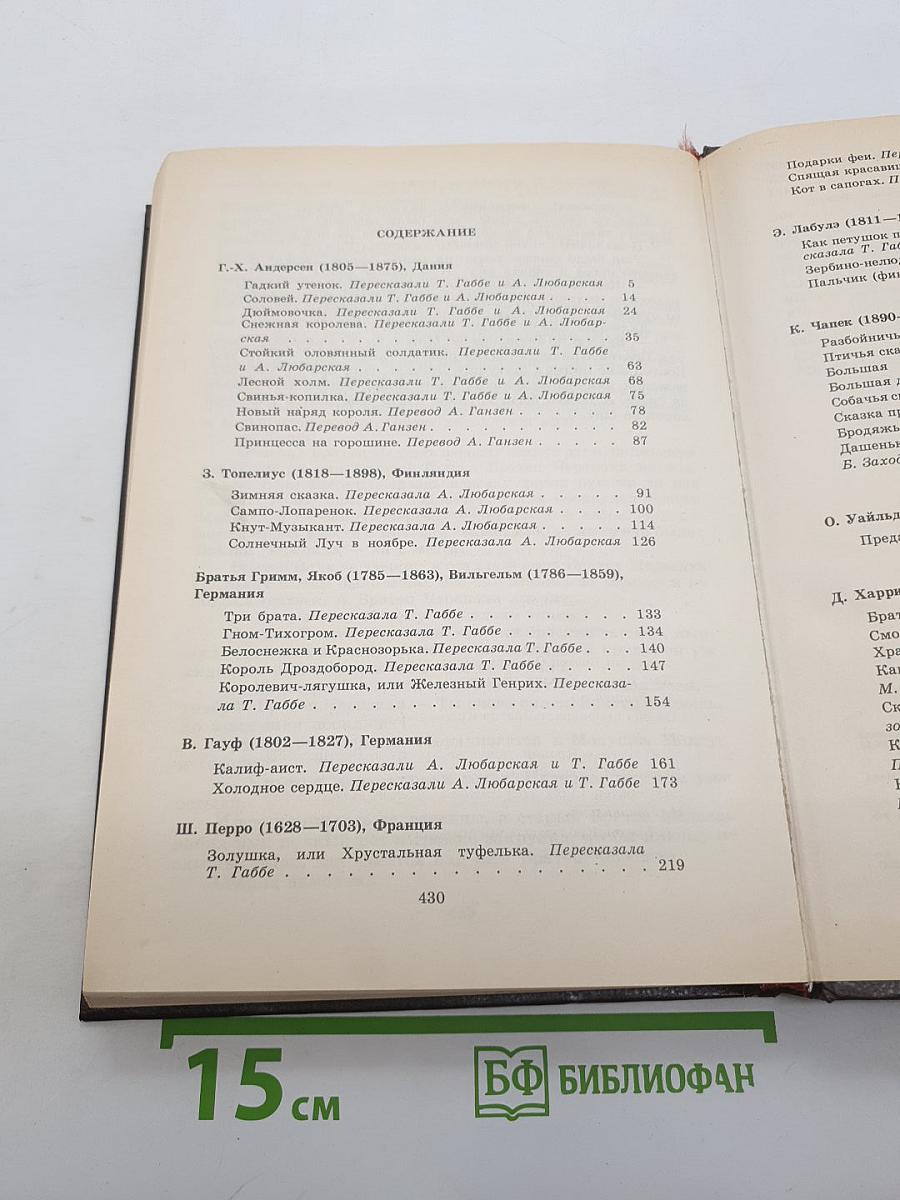 СОДЕРЖАНИЕ
Г.-Х. Андерсен (1805—1875), Дания
Гадкий утенок. Пересказали Т. Габбе и А. Любарская 5
Соловей. Пересказали Т. Габбе и А. Любарская . . . . 14
Дюймовочка. Пересказали Т. Габбе и А. Любарская 24
Снежная королева. Пересказали Т. Габбе и А. Любар-
ская . . . . . . . . . . . . . . . . . . 35
Стойкий оловянный солдатик. Пересказали Т. Габбе
и А. Любарская . . . . . . . . . . . . . . 63
Лесной холм. Пересказали Т. Габбе и А. Любарская 68
Свинья-копилка. Пересказали Т. Габбе и А. Любарская 75
Новый наряд короля. Перевод А. Ганзен . . . . . . 78
Свинопас. Перевод А. Ганзен . . . . . . . . . . 82
Принцесса на горошине. Перевод А. Ганзен . . . . . 87
З. Топелиус (1818—1898), Финляндия
Зимняя сказка. Пересказала А. Любарская . . . . . 91
Сампо-Лопаренок. Пересказала А. Любарская . . . . 100
Кнут-Музыкант. Пересказала А. Любарская . . . . . 114
Солнечный Луч в ноябре. Пересказала А. Любарская 126
Братья Гримм, Якоб (1785—1863), Вильгельм (1786—1859),
Германия
Три брата. Пересказала Т. Габбе . . . . . . . . . 133
Гном-Тихогром. Пересказала Т. Габбе . . . . . . . 134
Белоснежка и Краснозорька. Пересказала Т. Габбе . . . 140
Король Дроздобород. Пересказала Т. Габбе . . . . . 147
Королевич-лягушка, или Железный Генрих. Пересказа-
ла Т. Габбе . . . . . . . . . . . . . . . . . 154
В. Гауф (1802—1827), Германия
Калиф-аист. Пересказали А. Любарская и Т. Габбе 161
Холодное сердце. Пересказали А. Любарская и Т. Габбе 173
Ш. Перро (1628—1703), Франция
Золушка, или Хрустальная туфелька. Пересказала
Т. Габбе . . . . . . . . . . . . . . . . . . 219
430
Подарки феи.
Спящая
Кот в сапогах.
Э. Лабулэ (1811—
Как петушок
сказала Т.
Пальчик
К. Чапек (1890-
Птичья
Большая
Большая
Собачья
Сказка
Б.
О.
Д.
М.
15 см
БФ БИБЛИОФАН